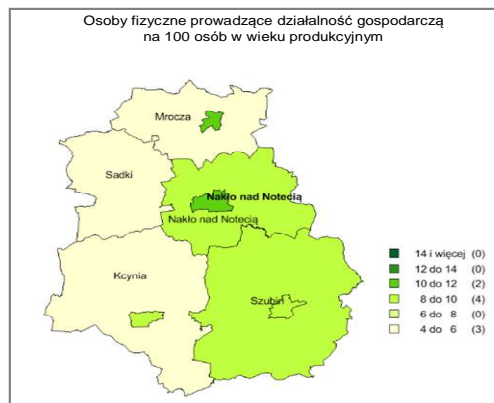 Osoby fizyczne prowadzące działalność gospodarczą
na 100 osób w wieku produkcyjnym
Mrocza
Sadki
Nakło nad Notecią
Nakło nad Notecią
Kcynia
Szubin
14 i więcej (0)
12 do 14 (0)
10 do 12 (2)
8 do 10 (4)
6 do 8 (0)
4 do 6 (3)